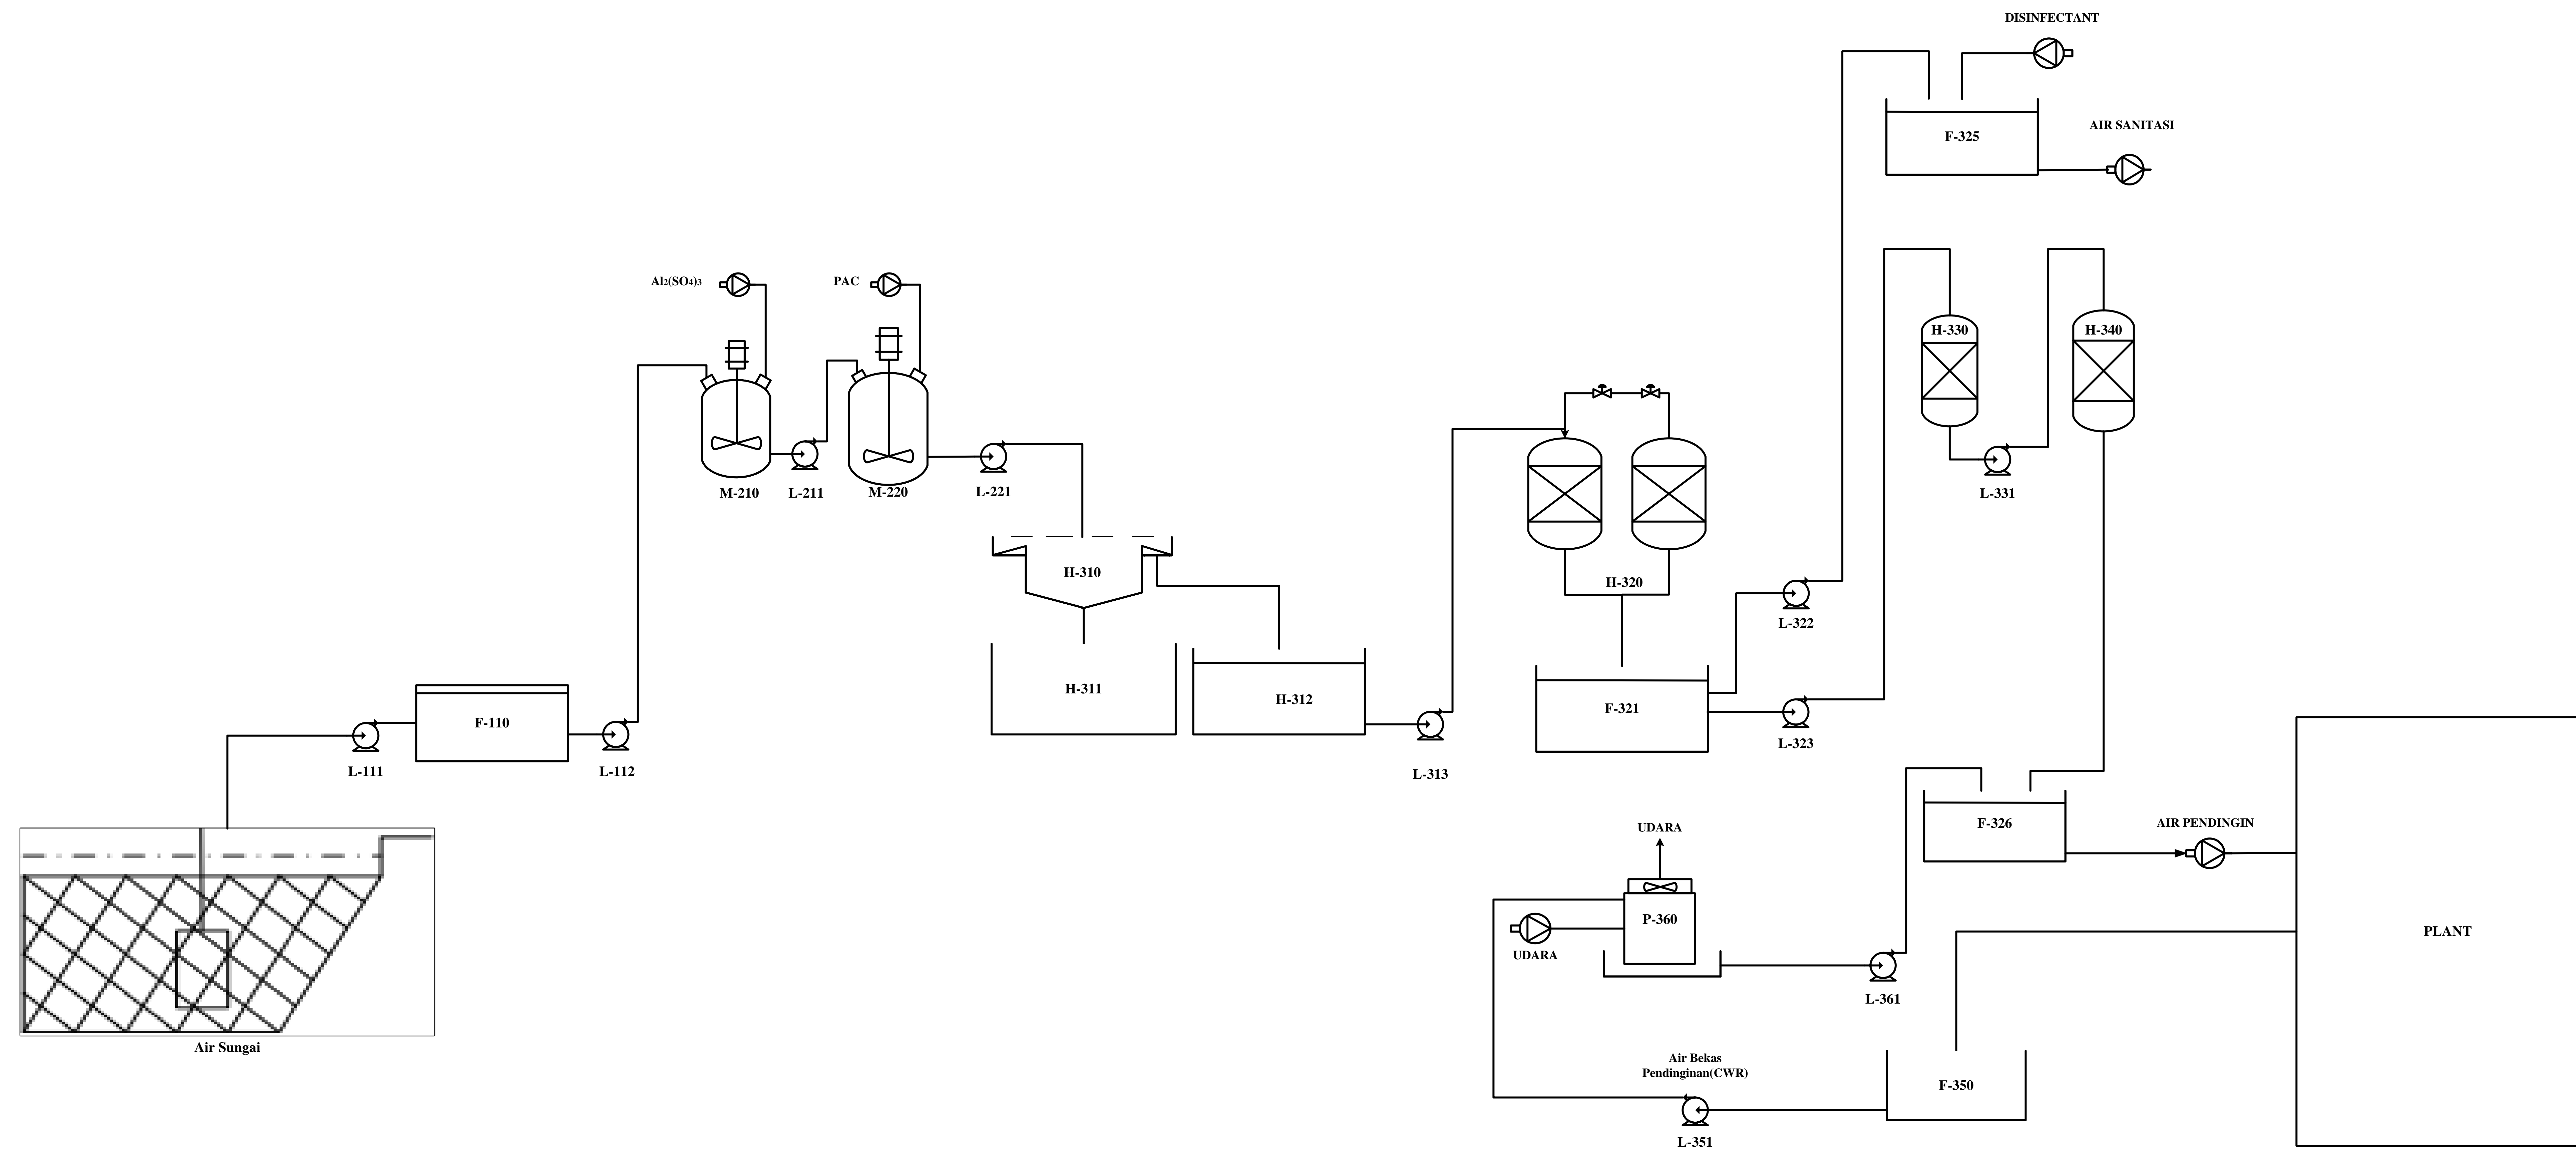 DISINFECTANT
F-325
AIR SANITASI
Al₂(SO₄)₃
PAC
H-330
H-340
M-210
L-211
M-220
L-221
L-331
H-310
H-320
L-322
H-311
H-312
F-321
F-110
L-323
L-111
L-112
L-313
F-326
AIR PENDINGIN
UDARA
P-360
PLANT
UDARA
L-361
Air Sungai
Air Bekas
Pendinginan(CWR)
F-350
L-351